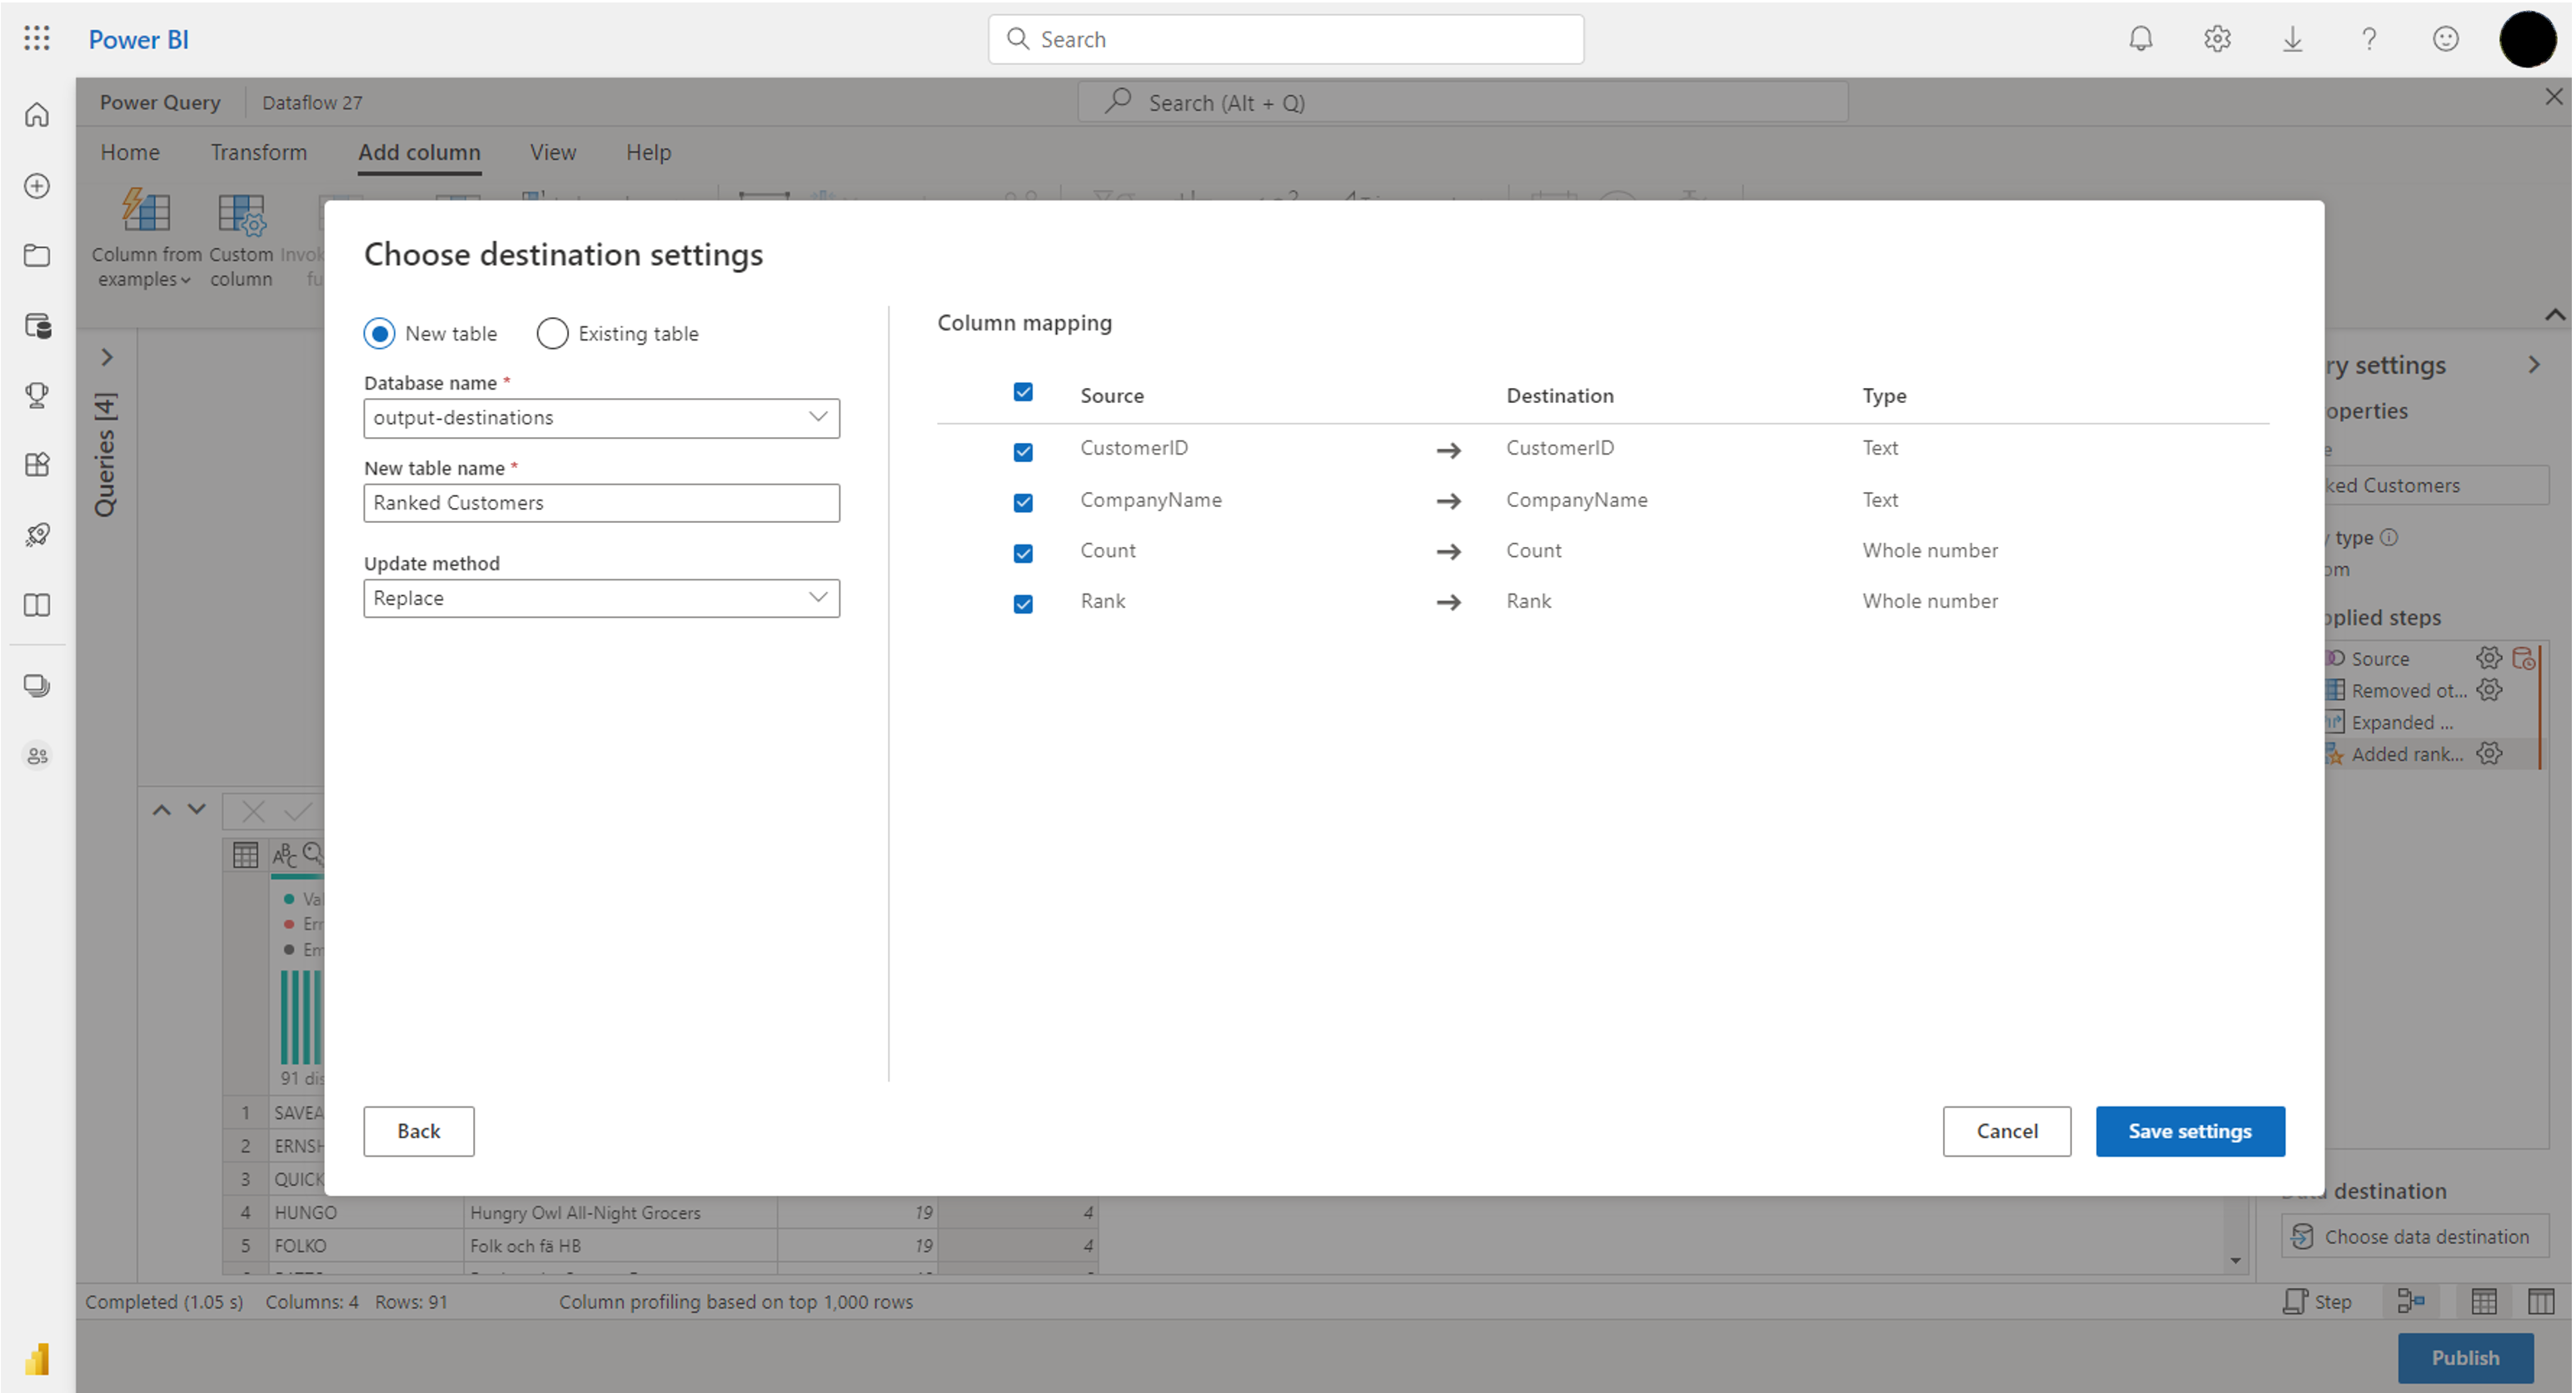 Power BI
Search
Power Query
Dataflow 27
Search (Alt + Q)
Home
Transform
Add column
View
Help
Column from
examples
Custom
column
Choose destination settings
New table
Existing table
Database name *
output-destinations
New table name *
Ranked Customers
Update method
Replace
Column mapping
Source Destination Type
CustomerID CustomerID Text
CompanyName CompanyName Text
Count Count Whole number
Rank Rank Whole number
Back
Cancel
Save settings
Queries [4]
ry settings
operties
ked Customers
type
om
pplied steps
Source
Removed ot...
Expanded ...
Added rank...
91 dis
1 SAVEA
2 ERNSH
3 QUICK
4 HUNGO Hungry Owl All-Night Grocers 19 4
5 FOLKO Folk och fä HB 19 4
destination
Choose data destination
Completed (1.05 s) Columns: 4 Rows: 91
Column profiling based on top 1,000 rows
Step
Publish